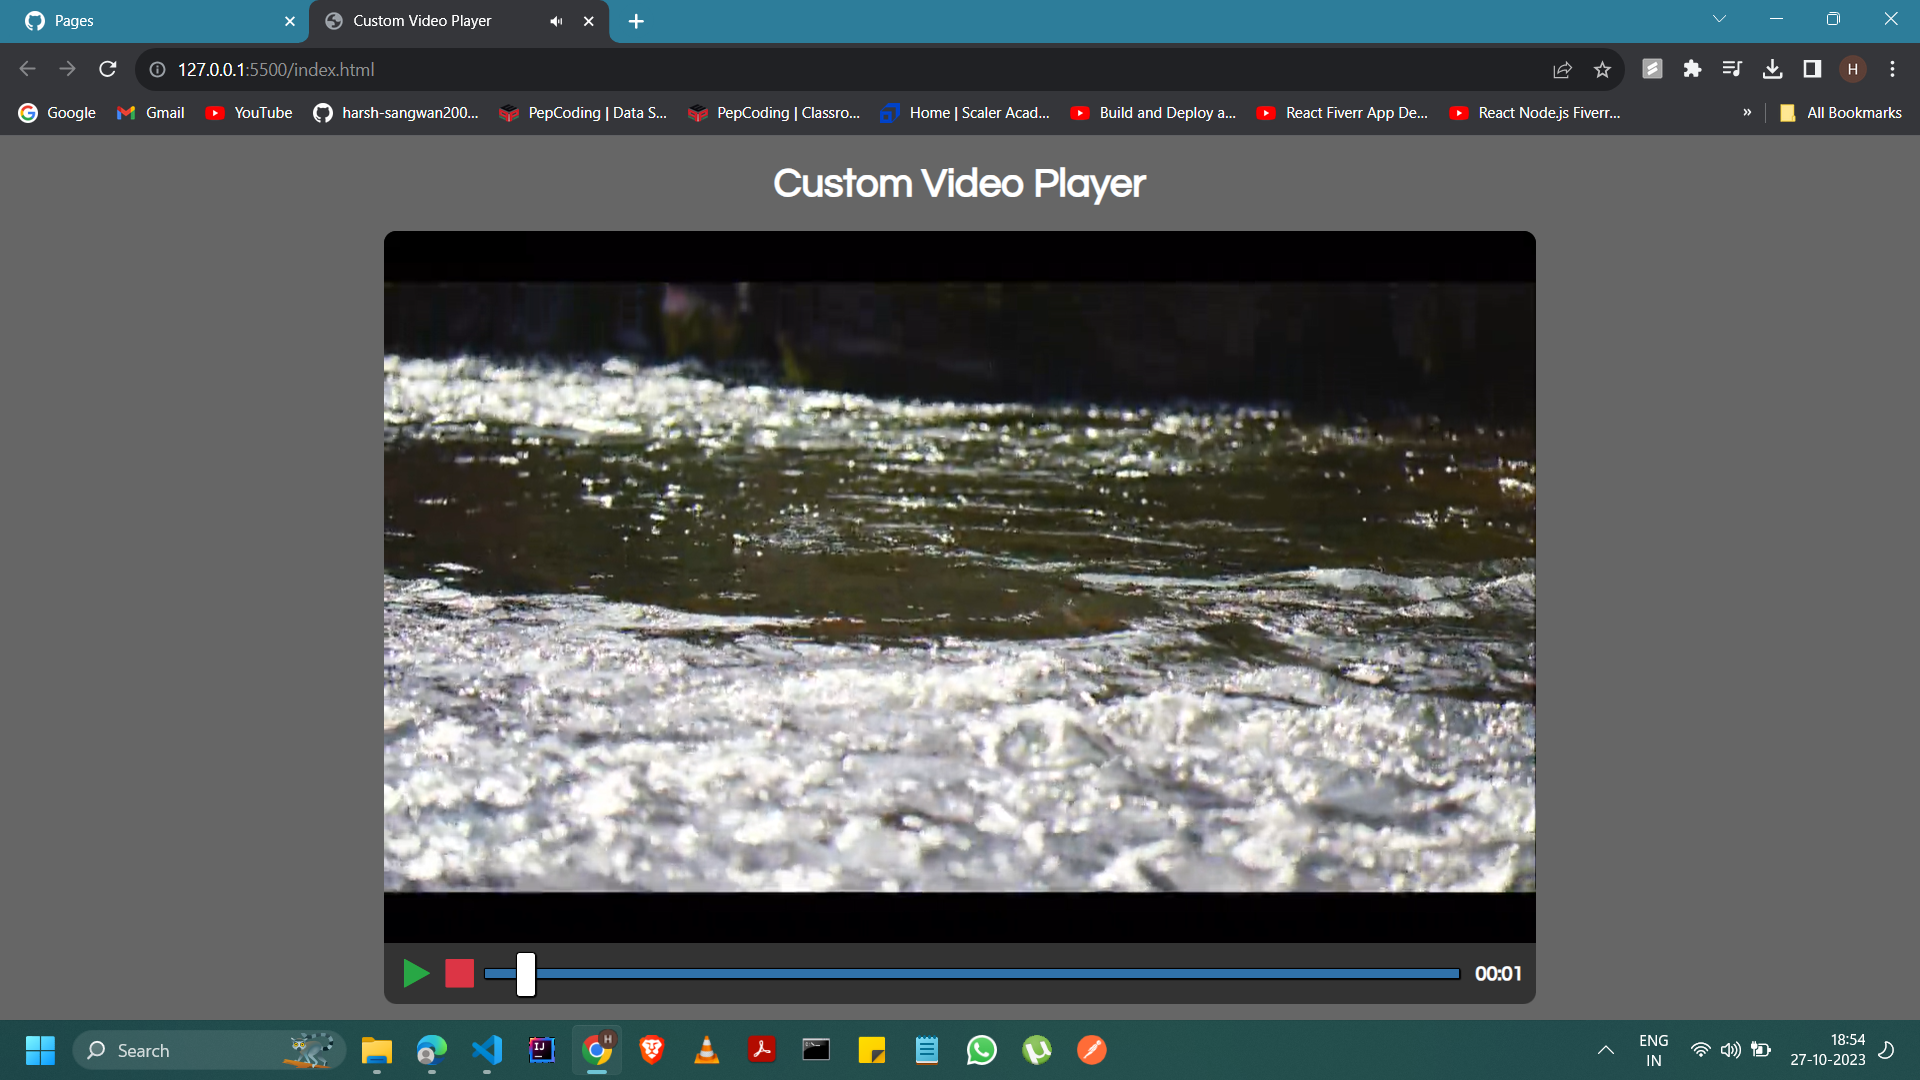 Pages
Custom Video Player
127.0.0.1:5500/index.html
H
Google
Gmail
YouTube
harsh-sangwan200...
PepCoding | Data S...
PepCoding | Classro...
Home | Scaler Acad...
Build and Deploy a...
React Fiverr App De...
React Node.js Fiverr...
»
All Bookmarks
Custom Video Player
00:01
Search
IJ
H
ENG
IN
18:54
27-10-2023